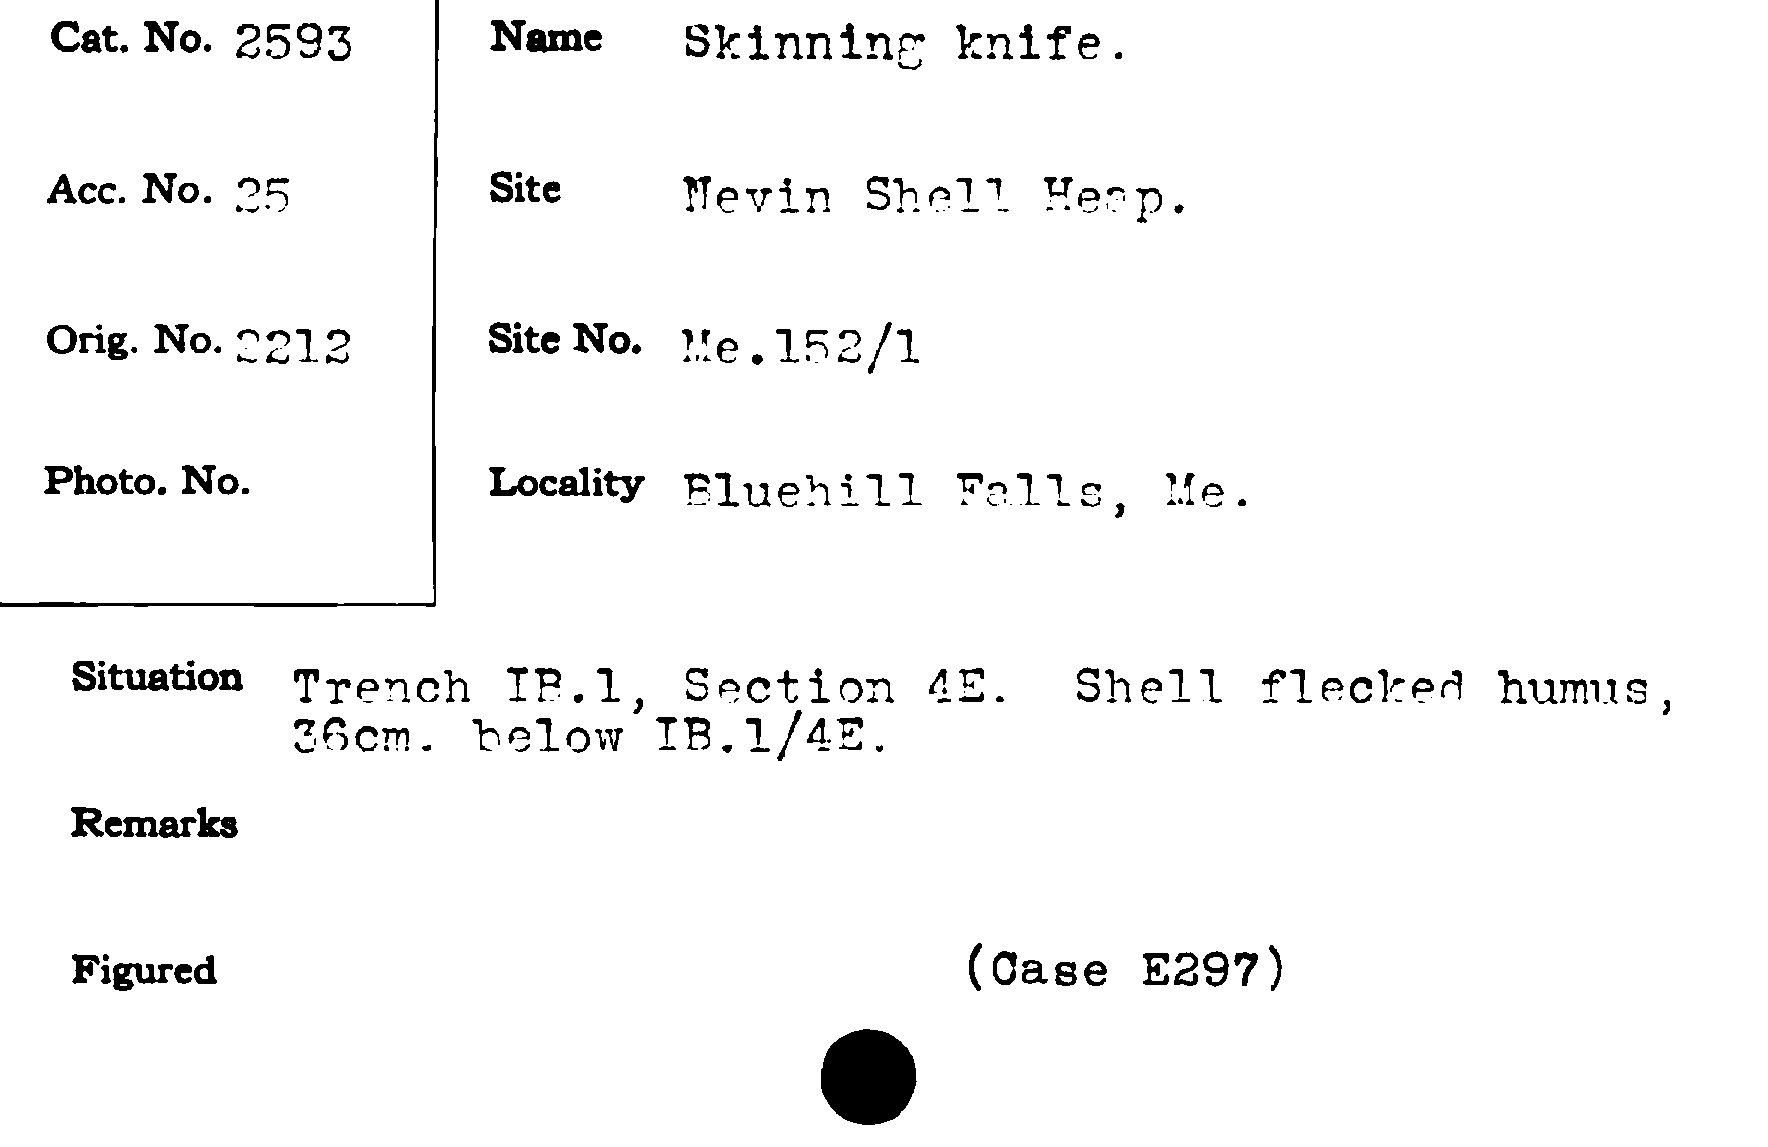 Cat. No. 2593
Name Skinning knife.
Acc. No. 25
Site Nevin Shell Heap.
Orig. No. 2212
Site No. Me.152/1
Photo. No.
Locality Bluehill Falls, Me.
Situation Trench IB.1, Section 4E. Shell flecked humus,
36cm. below IB.1/4E.
Remarks
Figured
(Case E297)